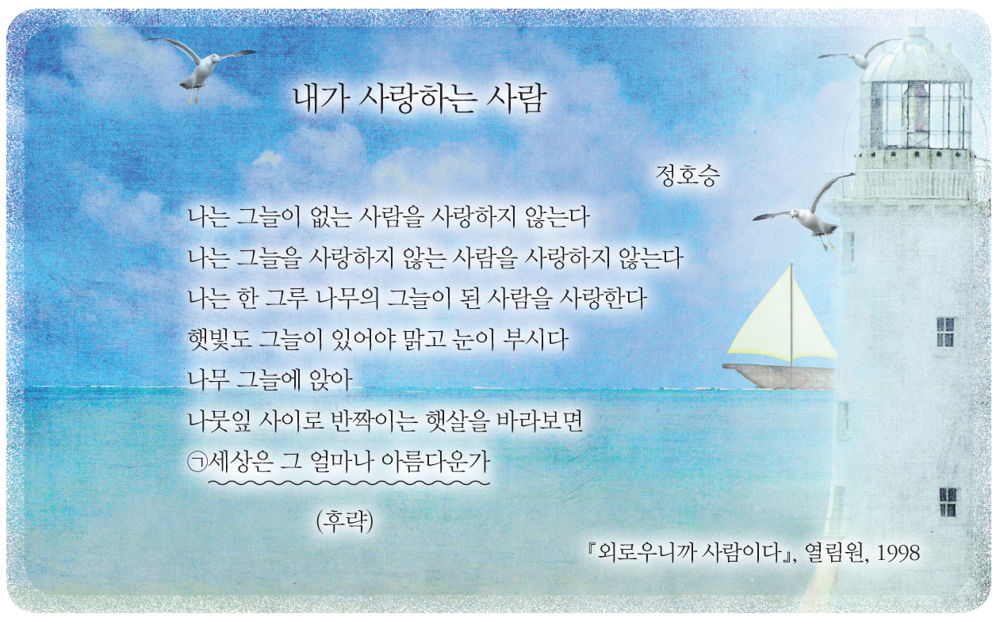 내가 사랑하는 사람
정호승
나는 그늘이 없는 사람을 사랑하지 않는다
나는 그늘을 사랑하지 않는 사람을 사랑하지 않는다
나는 한 그루 나무의 그늘이 된 사람을 사랑한다
햇빛도 그늘이 있어야 맑고 눈이 부시다
나무 그늘에 앉아
나뭇잎 사이로 반짝이는 햇살을 바라보면
㉠세상은 그 얼마나 아름다운가
(후략)
『외로우니까 사람이다』, 열림원, 1998